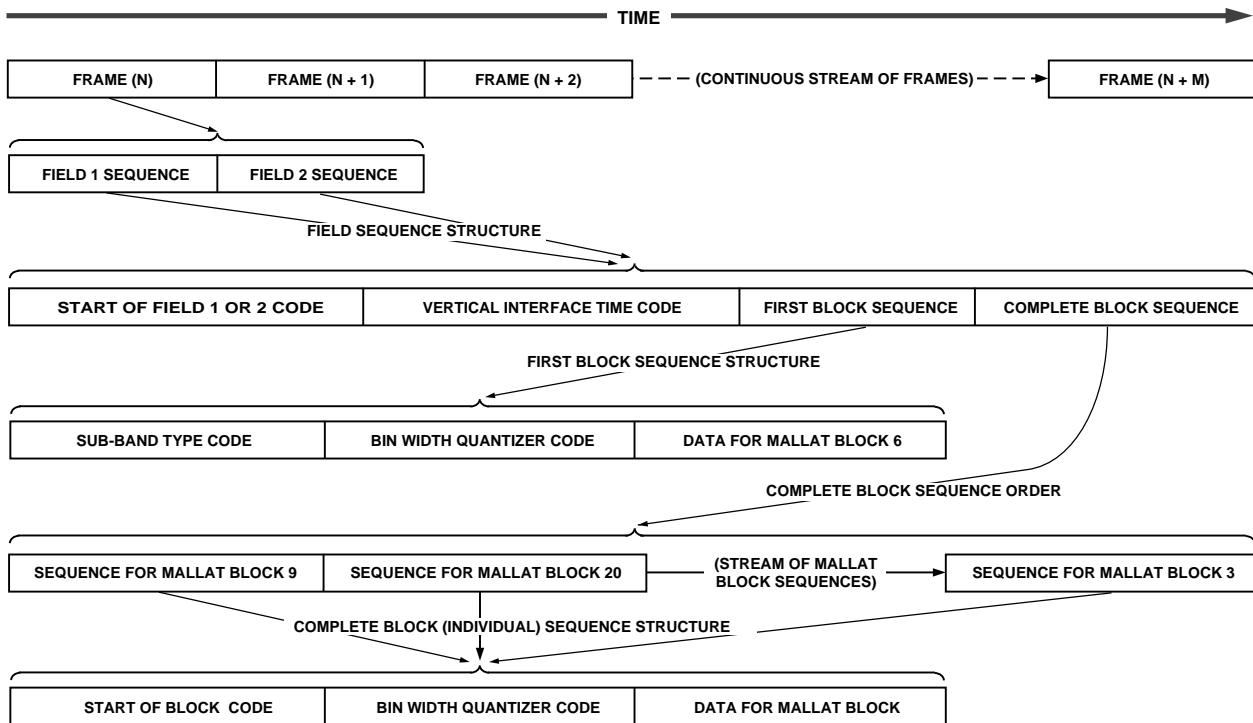 TIME
FRAME (N) FRAME (N + 1) FRAME (N + 2) (CONTINUOUS STREAM OF FRAMES) FRAME (N + M)
FIELD 1 SEQUENCE FIELD 2 SEQUENCE
FIELD SEQUENCE STRUCTURE
START OF FIELD 1 OR 2 CODE VERTICAL INTERFACE TIME CODE FIRST BLOCK SEQUENCE COMPLETE BLOCK SEQUENCE
FIRST BLOCK SEQUENCE STRUCTURE
SUB-BAND TYPE CODE BIN WIDTH QUANTIZER CODE DATA FOR MALLAT BLOCK 6
COMPLETE BLOCK SEQUENCE ORDER
SEQUENCE FOR MALLAT BLOCK 9 SEQUENCE FOR MALLAT BLOCK 20 (STREAM OF MALLAT
BLOCK SEQUENCES) SEQUENCE FOR MALLAT BLOCK 3
COMPLETE BLOCK (INDIVIDUAL) SEQUENCE STRUCTURE
START OF BLOCK CODE BIN WIDTH QUANTIZER CODE DATA FOR MALLAT BLOCK